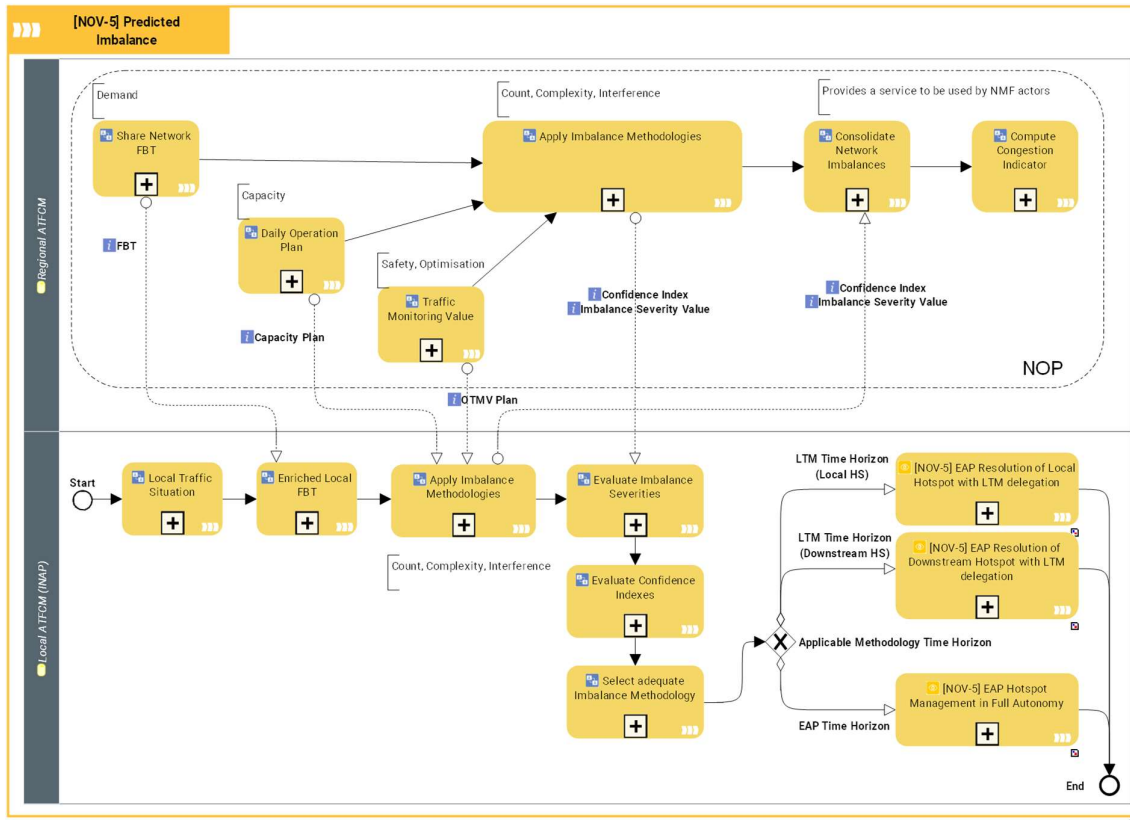 [NOV-5] Predicted
Imbalance
Regional ATFCM
Demand
Count, Complexity, Interference
Provides a service to be used by NMF actors
Share Network
FBT
Apply Imbalance Methodologies
Consolidate
Network
Imbalances
Compute
Congestion
Indicator
Capacity
Daily Operation
Plan
FBT
Safety, Optimisation
Traffic
Monitoring Value
Confidence Index
Imbalance Severity Value
Confidence Index
Imbalance Severity Value
Capacity Plan
NOP
OTMV Plan
Local ATFCM (INAP)
Start
Local Traffic
Situation
Enriched Local
FBT
Apply Imbalance
Methodologies
Evaluate Imbalance
Severities
LTM Time Horizon
(Local HS)
[NOV-5] EAP Resolution of Local
Hotspot with LTM delegation
LTM Time Horizon
(Downstream HS)
[NOV-5] EAP Resolution of
Downstream Hotspot with LTM
delegation
Count, Complexity, Interference
Evaluate Confidence
Indexes
Applicable Methodology Time Horizon
Select adequate
Imbalance Methodology
[NOV-5] EAP Hotspot
Management in Full Autonomy
EAP Time Horizon
End